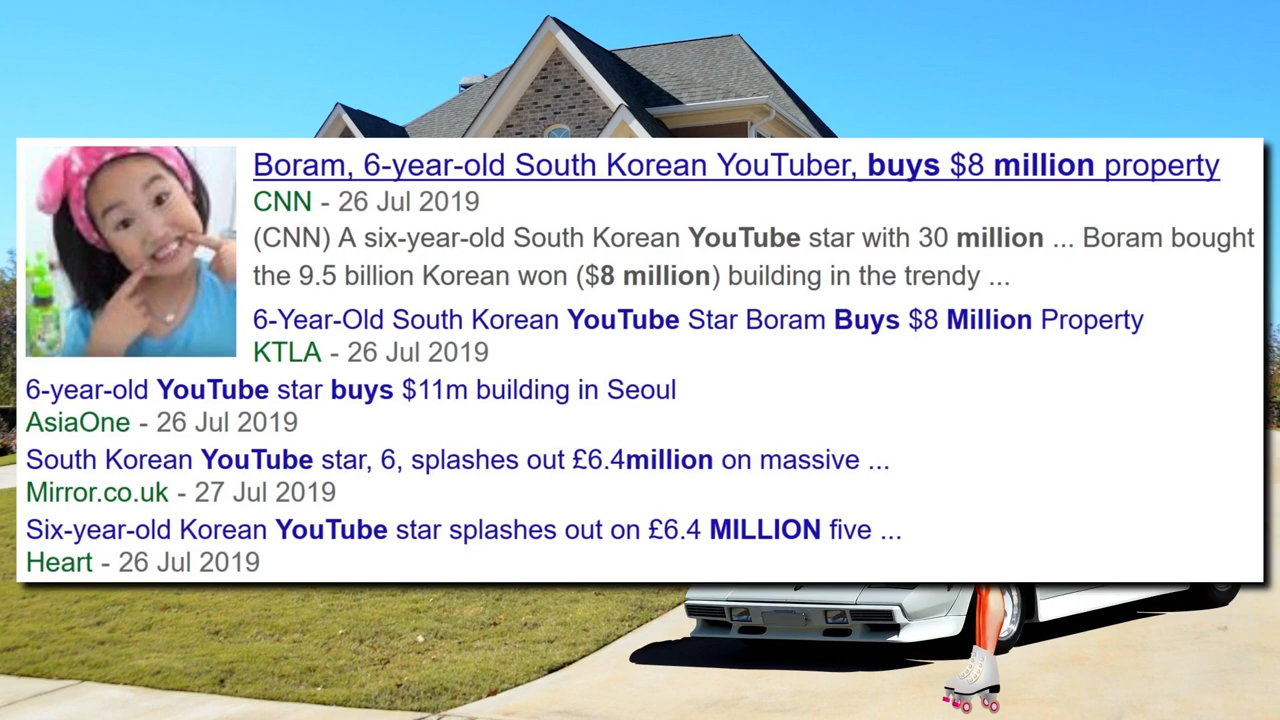 Boram, 6-year-old South Korean YouTuber, buys $8 million property
CNN - 26 Jul 2019
(CNN) A six-year-old South Korean YouTube star with 30 million ... Boram bought
the 9.5 billion Korean won ($8 million) building in the trendy ...
6-Year-Old South Korean YouTube Star Boram Buys $8 Million Property
KTLA - 26 Jul 2019
6-year-old YouTube star buys $11m building in Seoul
AsiaOne - 26 Jul 2019
South Korean YouTube star, 6, splashes out £6.4million on massive ...
Mirror.co.uk - 27 Jul 2019
Six-year-old Korean YouTube star splashes out on £6.4 MILLION five ...
Heart - 26 Jul 2019